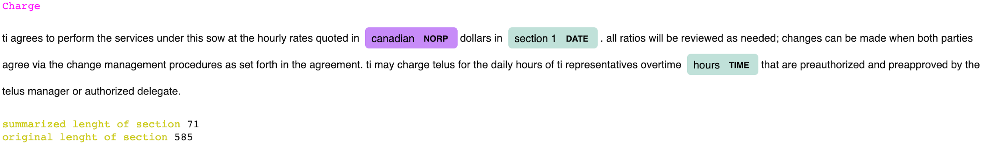 Charge
ti agrees to perform the services under this sow at the hourly rates quoted in canadian NORP dollars in section 1 DATE . all ratios will be reviewed as needed; changes can be made when both parties
agree via the change management procedures as set forth in the agreement. ti may charge telus for the daily hours of ti representatives overtime hours TIME that are preauthorized and preapproved by the
telus manager or authorized delegate.
summarized lenght of section 71
original lenght of section 585